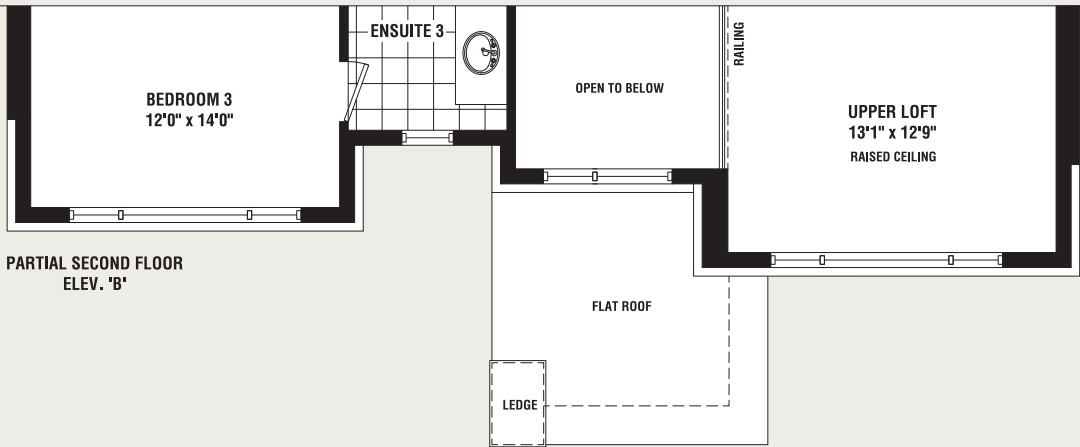 ENSUITE 3
RAILING
BEDROOM 3
12'0" x 14'0"
OPEN TO BELOW
UPPER LOFT
13'1" x 12'9"
RAISED CEILING
PARTIAL SECOND FLOOR
ELEV. 'B'
FLAT ROOF
LEDGE